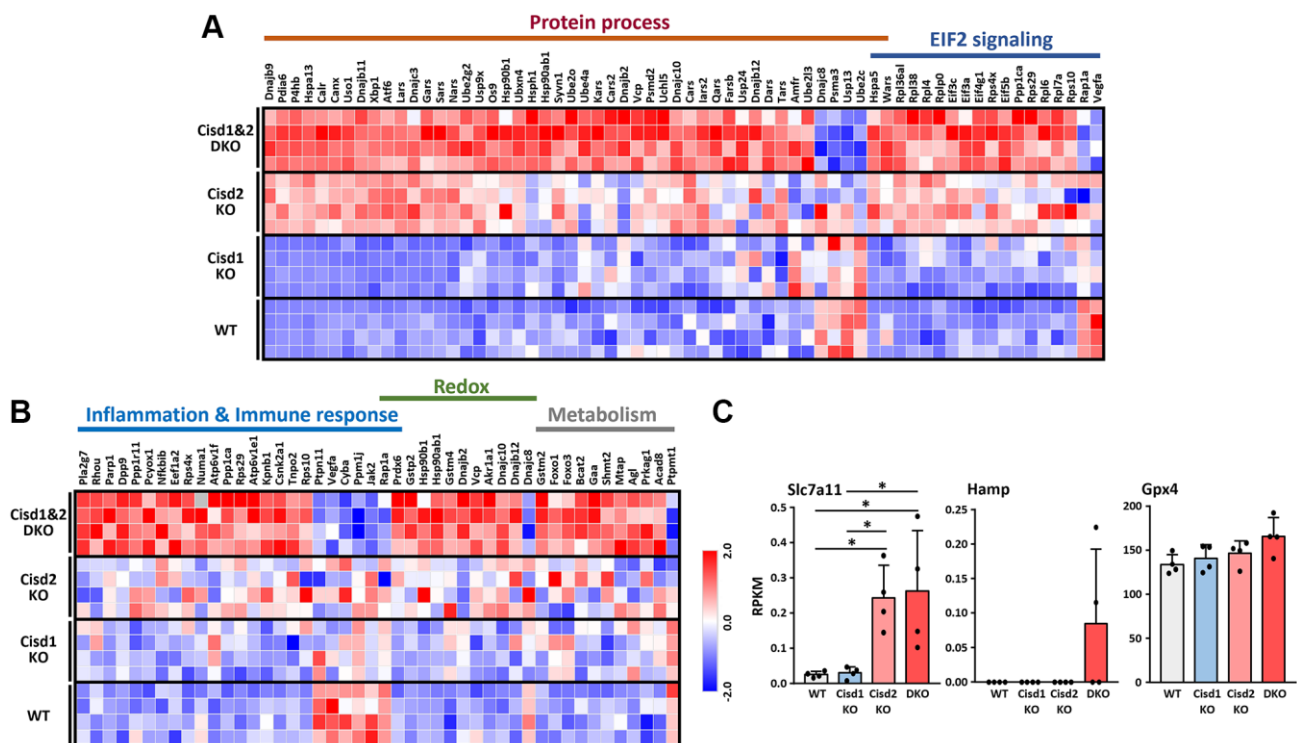 A
Protein process
EIF2 signaling
Dnajb9 Pdia6 P4hb Hspa13 Calr Canx Uso1 Dnajb11 Xbp1 Atf6 Lars Dnajc3 Gars Sars Nars Ube2g2 Usp9x Os9 Hsp90b1 Ubxn4 Hsph1 Hsp90ab1 Syvn1 Ube2o Ube4a Kars Cars2 Dnajb2 Vcp Psmd2 Uchl5 Dnajc10 Cars Iars2 Qars Farsb Usp24 Dnajb12 Dars Tars Amfr Ube2l3 Dnajc8 Psma3 Usp13 Ube2c Hspa5 Wars Rpl36al Rpl38 Rpl4 Rplp0 Eif3c Eif3a Eif4g1 Rps4x Eif5b Ppp1ca Rps29 Rpl6 Rpl7a Rps10 Rap1a Vegfa
Cisd1&2
DKO
Cisd2
KO
Cisd1
KO
WT
B
Redox
Inflammation & Immune response
Metabolism
Pla2g7 Rhou Parp1 Dpp9 Ppp1r11 Pcyox1 Nfkbib Eef1a2 Rps4x Numa1 Atp6v1f Ppp1ca Rps29 Atp6v1e1 Kpnb1 Csnk2a1 Tnpo2 Rps10 Ptpn11 Vegfa Cyba Ppm1j Jak2 Rap1a Prdx6 Gstp2 Hsp90b1 Hsp90ab1 Gstm4 Dnajb2 Vcp Akr1a1 Dnajc10 Dnajb12 Dnajc8 Gstm2 Foxo1 Foxo3 Bcat2 Gaa Shmt2 Mtap Agl Prkag1 Acad8 Ptpmt1
Cisd1&2
DKO
Cisd2
KO
Cisd1
KO
WT
2.0
0.0
-2.0
C
Slc7a11
Hamp
Gpx4
RPKM
0.5
0.4
0.3
0.2
0.1
0.0
*
*
*
*
WT Cisd1 KO Cisd2 KO DKO
0.25
0.20
0.15
0.10
0.05
0.00
WT Cisd1 KO Cisd2 KO DKO
200
150
100
50
0
WT Cisd1 KO Cisd2 KO DKO